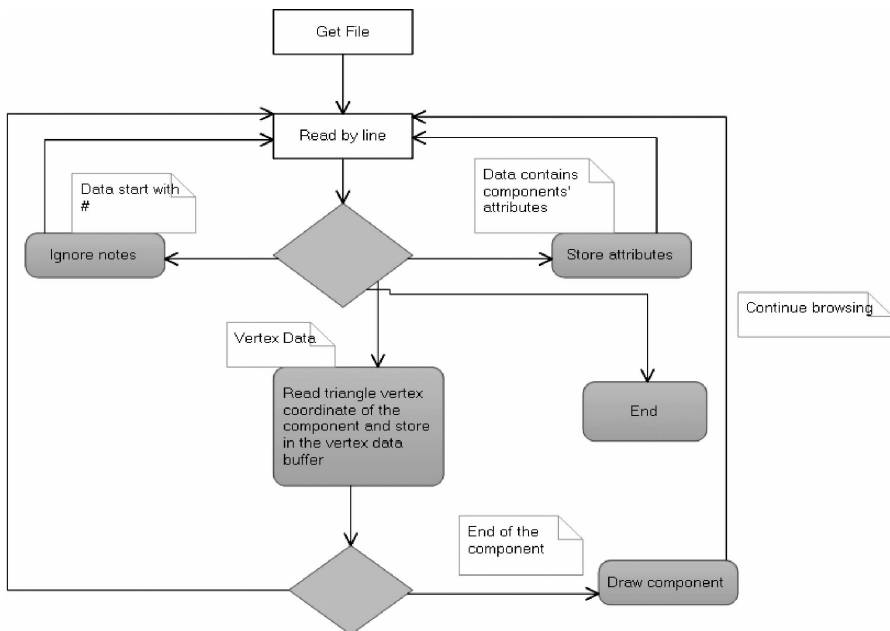 Get File
Read by line
Data start with
#
Data contains
components'
attributes
Ignore notes
Store attributes
Continue browsing
Vertex Data
Read triangle vertex
coordinate of the
component and store
in the vertex data
buffer
End
End of the
component
Draw component